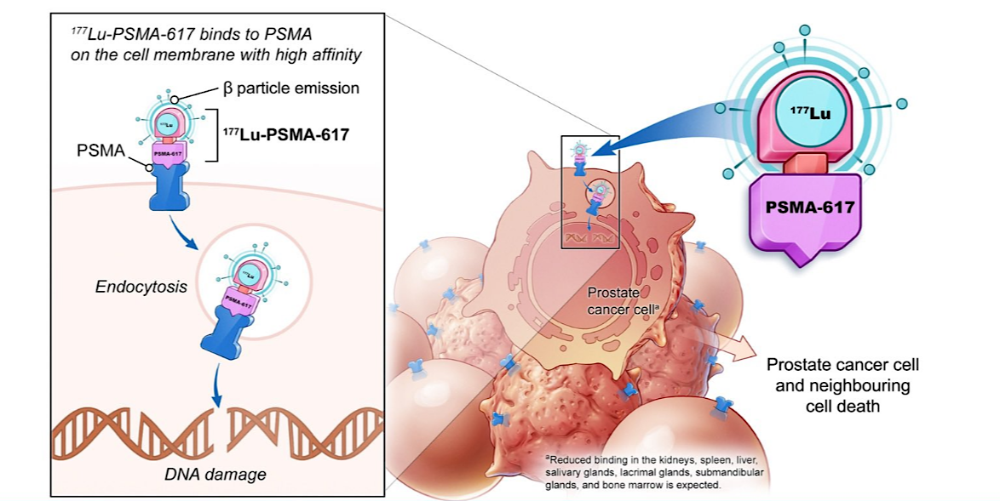 ¹⁷⁷Lu-PSMA-617 binds to PSMA
on the cell membrane with high affinity
β particle emission
¹⁷⁷Lu
¹⁷⁷Lu-PSMA-617
PSMA
PSMA-617
Endocytosis
¹⁷⁷Lu
PSMA-617
DNA damage
¹⁷⁷Lu
PSMA-617
Prostate
cancer cellᵃ
Prostate cancer cell
and neighbouring
cell death
ᵃReduced binding in the kidneys, spleen, liver,
salivary glands, lacrimal glands, submandibular
glands, and bone marrow is expected.